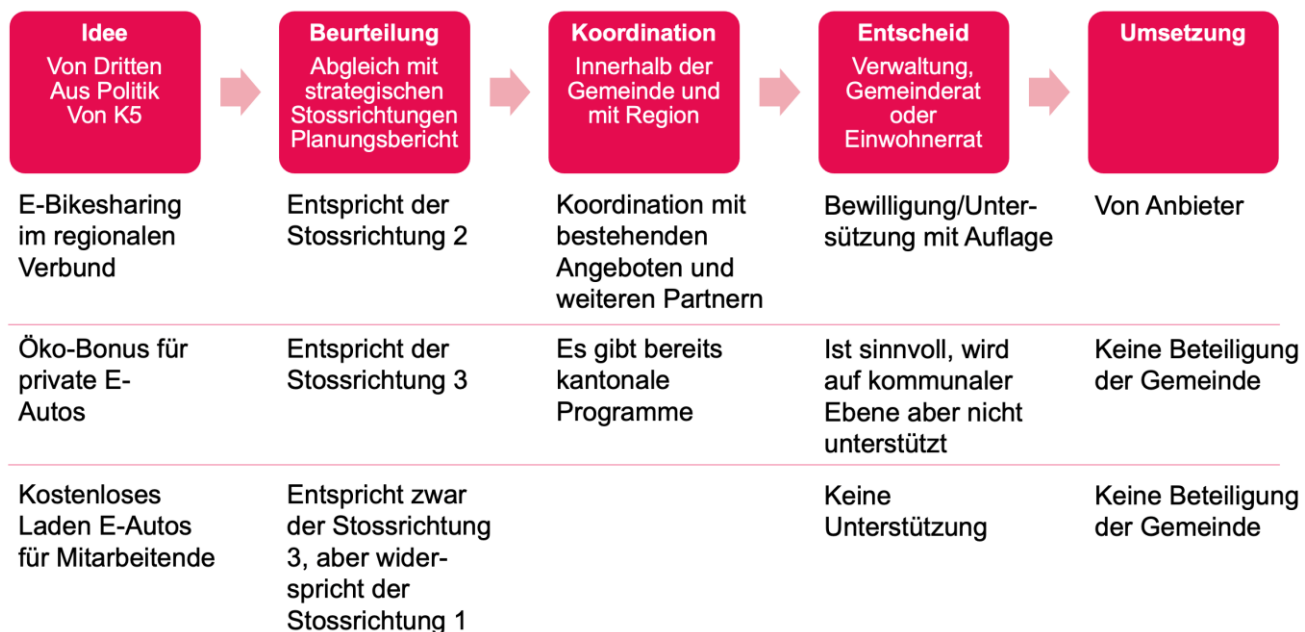 Idee
Von Dritten
Aus Politik
Von K5
Beurteilung
Abgleich mit
strategischen
Stossrichtungen
Planungsbericht
Koordination
Innerhalb der
Gemeinde und
mit Region
Entscheid
Verwaltung,
Gemeinderat
oder
Einwohnerrat
Umsetzung
E-Bikesharing
im regionalen
Verbund
Entspricht der
Stossrichtung 2
Koordination mit
bestehenden
Angeboten und
weiteren Partnern
Bewilligung/Unter-
sützung mit Auflage
Von Anbieter
Öko-Bonus für
private E-
Autos
Entspricht der
Stossrichtung 3
Es gibt bereits
kantonale
Programme
Ist sinnvoll, wird
auf kommunaler
Ebene aber nicht
unterstützt
Keine Beteiligung
der Gemeinde
Kostenloses
Laden E-Autos
für Mitarbeitende
Entspricht zwar
der Stossrichtung
3, aber wider-
spricht der
Stossrichtung 1
Keine
Unterstützung
Keine Beteiligung
der Gemeinde